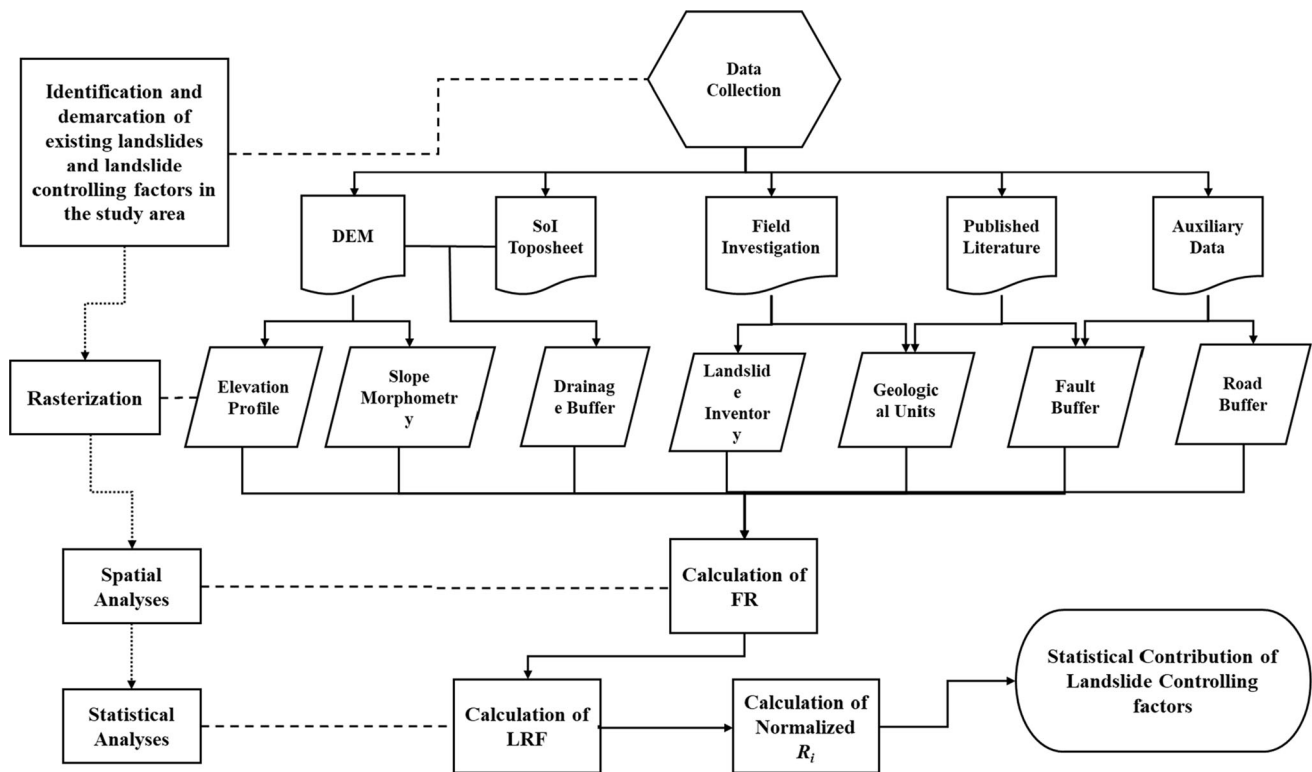 Data
Collection
Identification and
demarcation of
existing landslides
and landslide
controlling factors in
the study area
DEM
SoI
Toposheet
Field
Investigation
Published
Literature
Auxiliary
Data
Rasterization
Elevation
Profile
Slope
Morphometr
y
Drainag
e Buffer
Landslid
e
Inventor
y
Geologic
al Units
Fault
Buffer
Road
Buffer
Spatial
Analyses
Calculation of
FR
Statistical
Analyses
Calculation of
LRF
Calculation of
Normalized
Ri
Statistical Contribution of
Landslide Controlling
factors